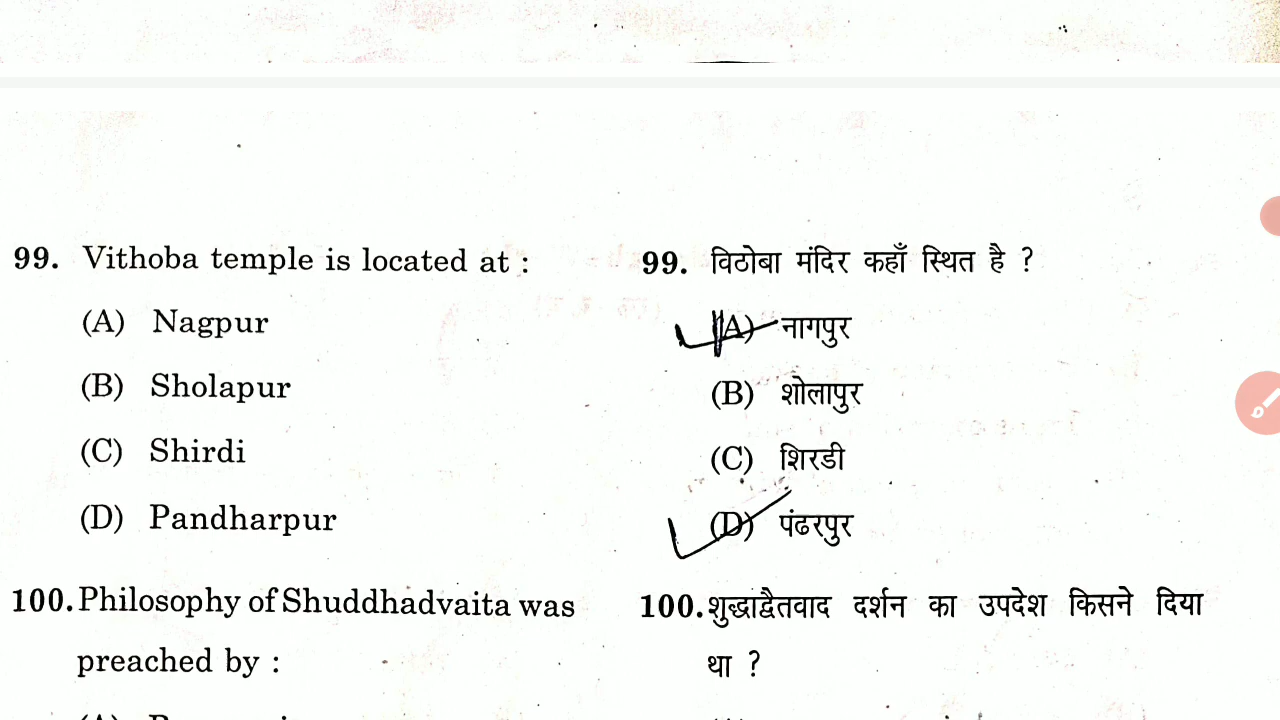 99. Vithoba temple is located at :
(A) Nagpur
(B) Sholapur
(C) Shirdi
(D) Pandharpur
100. Philosophy of Shuddhadvaita was
preached by :
99. विठोबा मंदिर कहाँ स्थित है ?
(A) नागपुर
(B) शोलापुर
(C) शिरडी
(D) पंढरपुर
100. शुद्धाद्वैतवाद दर्शन का उपदेश किसने दिया
था ?